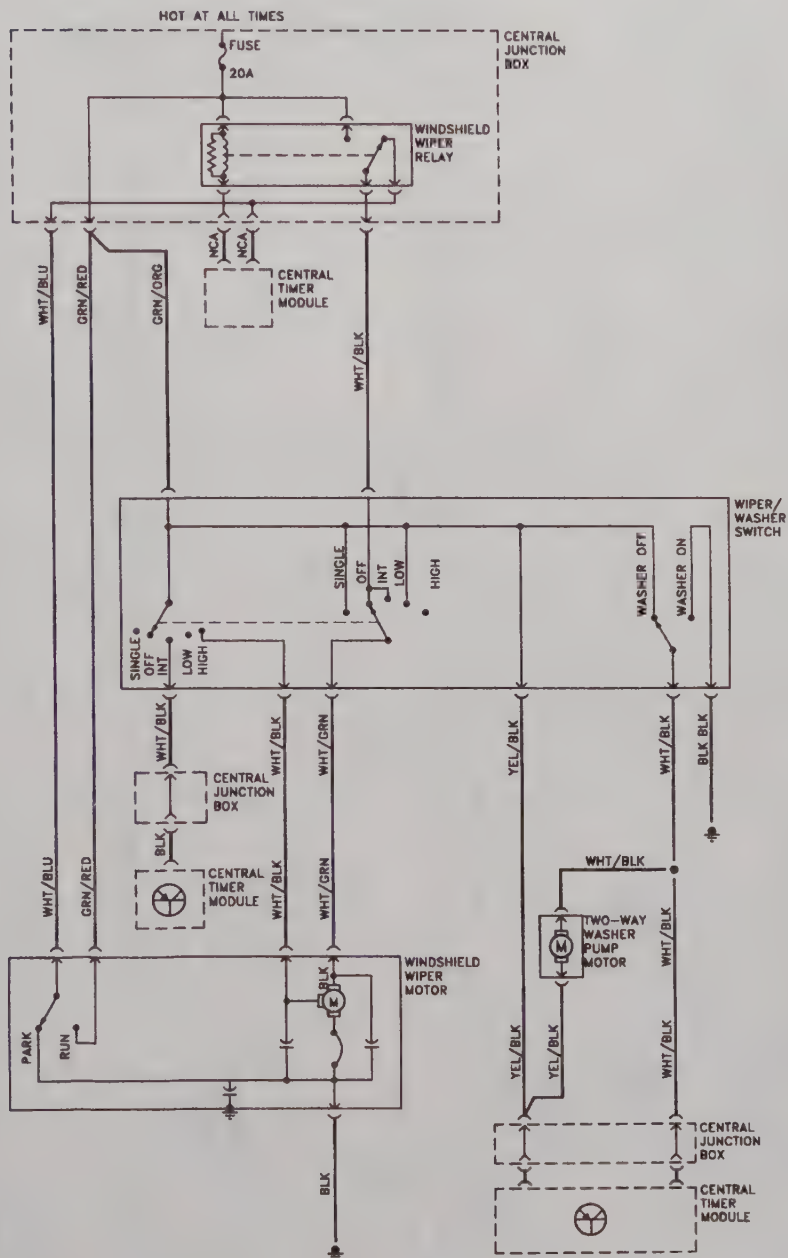 HOT AT ALL TIMES
FUSE
20A
CENTRAL
JUNCTION
BOX
WINDSHIELD
WIPER
RELAY
NCA
NCA
CENTRAL
TIMER
MODULE
WHT/BLU
GRN/RED
GRN/ORG
WHT/BLK
WIPER/
WASHER
SWITCH
SINGLE
OFF
INT
LOW
HIGH
SINGLE
OFF
INT
LOW
HIGH
WASHER OFF
WASHER ON
WHT/BLK
WHT/BLK
WHT/GRN
YEL/BLK
WHT/BLK
BLK BLK
CENTRAL
JUNCTION
BOX
BLK
CENTRAL
TIMER
MODULE
WHT/BLU
GRN/RED
WHT/BLK
WHT/GRN
WHT/BLK
TWO-WAY
WASHER
PUMP
MOTOR
M
WHT/BLK
WINDSHIELD
WIPER
MOTOR
BLK
M
PARK
RUN
YEL/BLK
YEL/BLK
WHT/BLK
BLK
CENTRAL
JUNCTION
BOX
CENTRAL
TIMER
MODULE